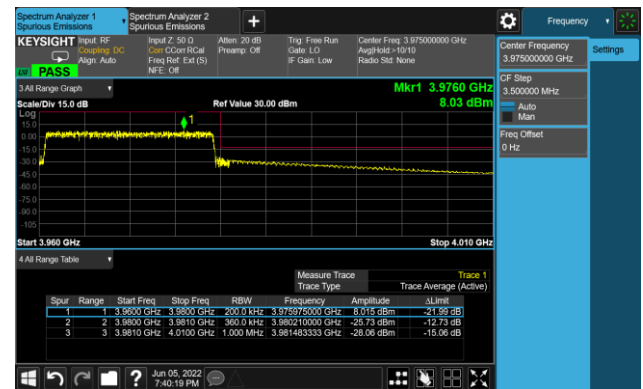 Spectrum Analyzer 1
Spurious Emissions
Spectrum Analyzer 2
Spurious Emissions
Frequency
KEYSIGHT
Input: RF
Coupling: DC
Align: Auto
Input Z: 50 Ω
Corr CCorr RCal
Freq Ref: Ext (S)
NFE: Off
Atten: 20 dB
Preamp: Off
Trig: Free Run
Gate: LO
IF Gain: Low
Center Freq: 3.975000000 GHz
Avg|Hold:>10/10
Radio Std: None
PASS
Center Frequency
3.975000000 GHz
Settings
CF Step
3.500000 MHz
Auto
Man
Freq Offset
0 Hz
3 All Range Graph
Mkr1 3.9760 GHz
Scale/Div 15.0 dB
Ref Value 30.00 dBm
8.03 dBm
Log
1
15.0
0.00
-15.0
-30.0
-45.0
-60.0
-75.0
-90.0
-105
Start 3.960 GHz
Stop 4.010 GHz
4 All Range Table
Measure Trace Trace 1
Trace Type Trace Average (Active)
Spur Range Start Freq Stop Freq RBW Frequency Amplitude ΔLimit
1 1 3.9600 GHz 3.9800 GHz 200.0 kHz 3.975975000 GHz 8.015 dBm -21.99 dB
2 2 3.9800 GHz 3.9810 GHz 360.0 kHz 3.980210000 GHz -25.73 dBm -12.73 dB
3 3 3.9810 GHz 4.0100 GHz 1.000 MHz 3.981483333 GHz -28.06 dBm -15.06 dB
Jun 05, 2022
7:40:19 PM